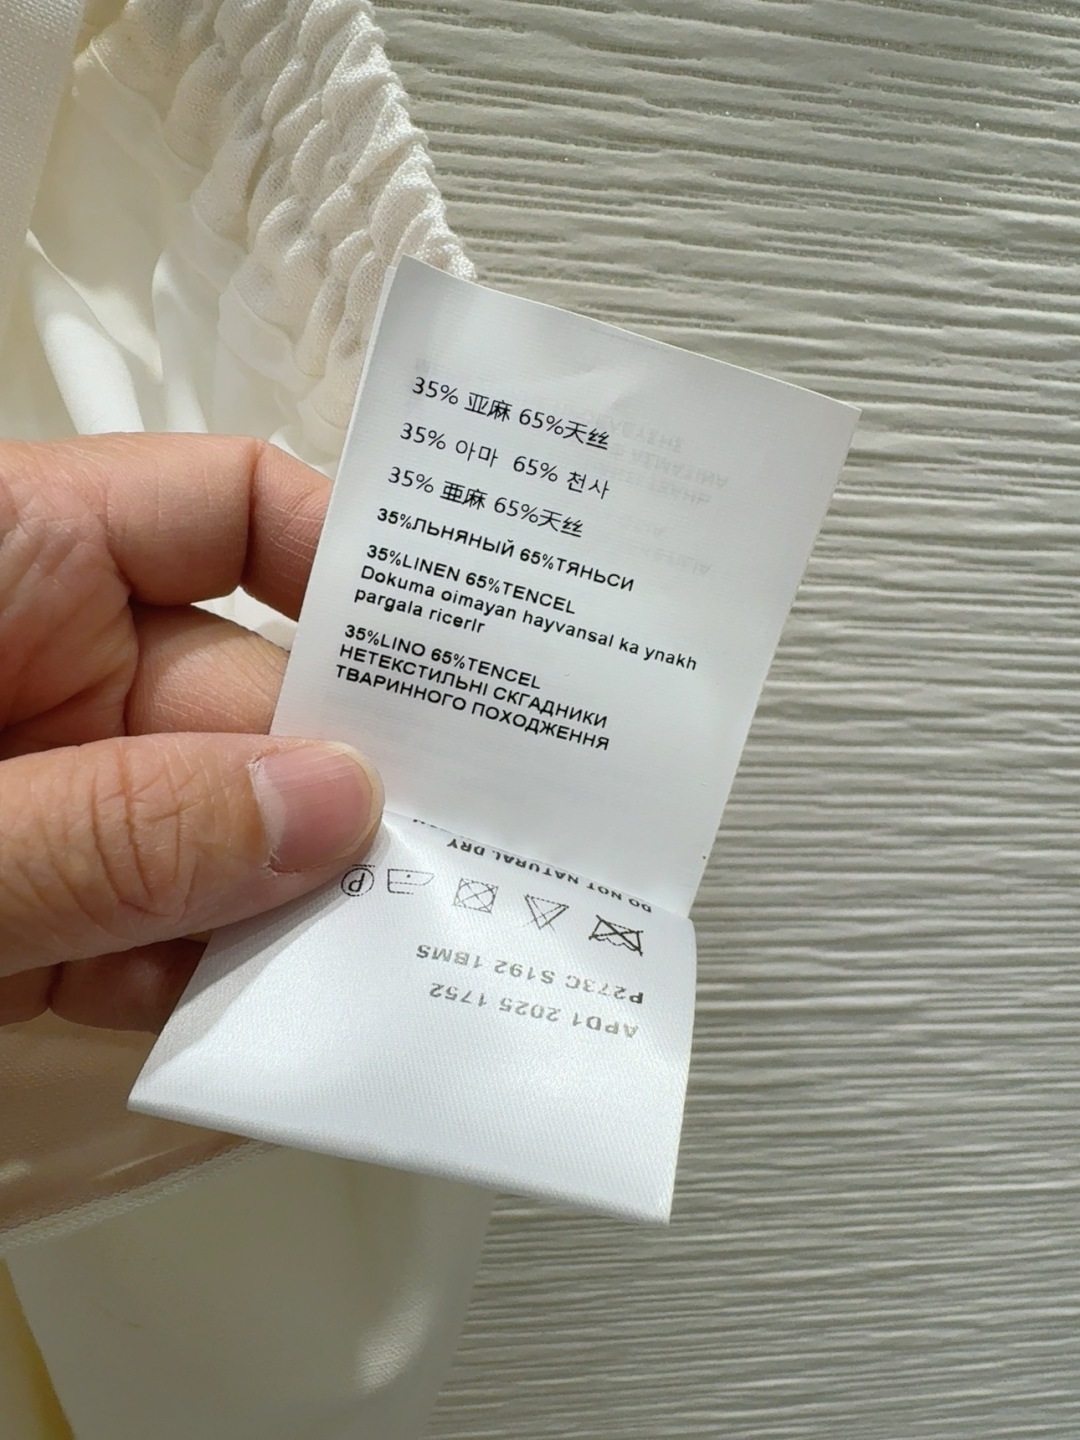 35% 亚麻 65%天丝
35% 아마 65% 천사
35% 亜麻 65%天丝
35%ЛЬНЯНЫЙ 65%ТЯНЬСИ
35%LINEN 65%TENCEL
Dokuma oimayan hayvansal ka ynakh
pargala ricerlr
35%LINO 65%TENCEL
НЕТЕКСТИЛЬНІ СКГАДНИКИ
ТВАРИННОГО ПОХОДЖЕННЯ
DO NOT NATURAL DRY
P
P273C S192 1BMS
APD1 2025 1752